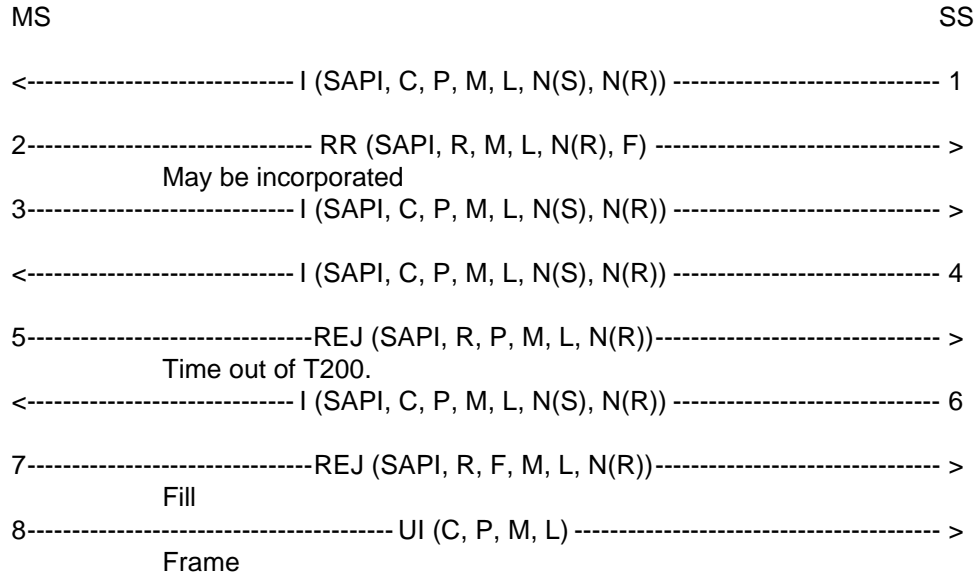 MS SS
<------------------------------ I (SAPI, C, P, M, L, N(S), N(R)) ------------------------------ 1
2-------------------------------- RR (SAPI, R, M, L, N(R), F) -------------------------------- >
May be incorporated
3------------------------------ I (SAPI, C, P, M, L, N(S), N(R)) ------------------------------ >
<------------------------------ I (SAPI, C, P, M, L, N(S), N(R)) ------------------------------ 4
5--------------------------------REJ (SAPI, R, P, M, L, N(R))-------------------------------- >
Time out of T200.
<------------------------------ I (SAPI, C, P, M, L, N(S), N(R)) ------------------------------ 6
7--------------------------------REJ (SAPI, R, F, M, L, N(R))-------------------------------- >
Fill
8----------------------------------------- UI (C, P, M, L) ----------------------------------------- >
Frame